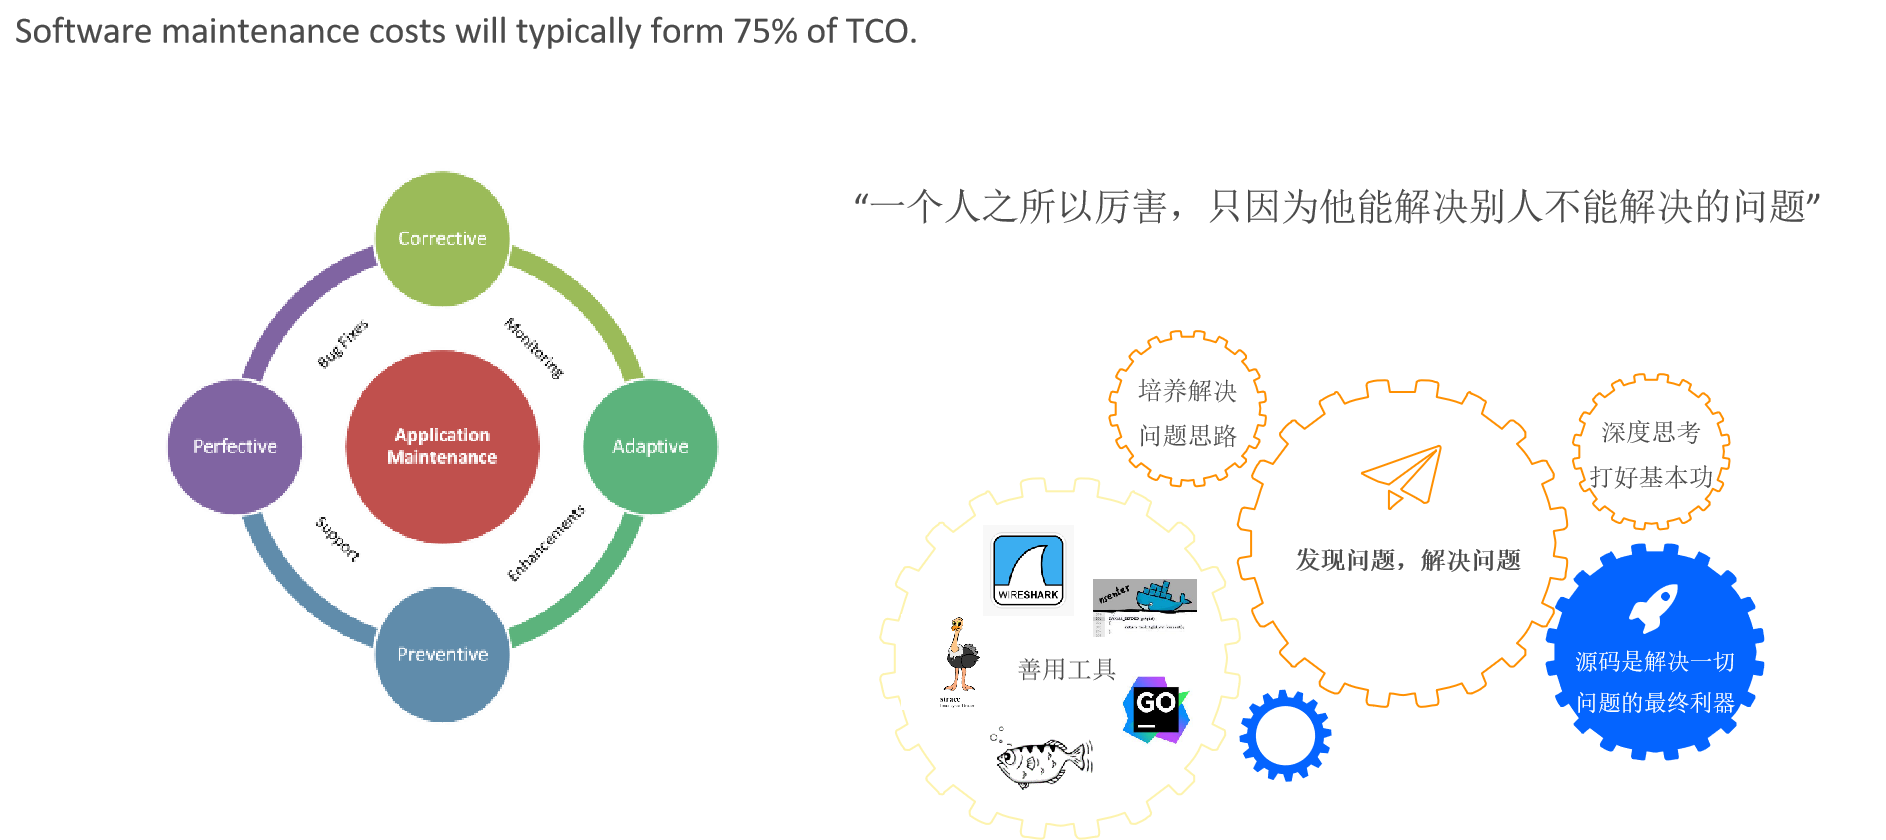 Software maintenance costs will typically form 75% of TCO.
Corrective
Bug Fixes
Monitoring
Perfective
Application
Maintenance
Adaptive
Support
Enhancements
Preventive
“一个人之所以厉害，只因为他能解决别人不能解决的问题”
培养解决
问题思路
深度思考
打好基本功
发现问题，解决问题
源码是解决一切
问题的最终利器
WIRESHARK
nsenter
善用工具
strace
GO